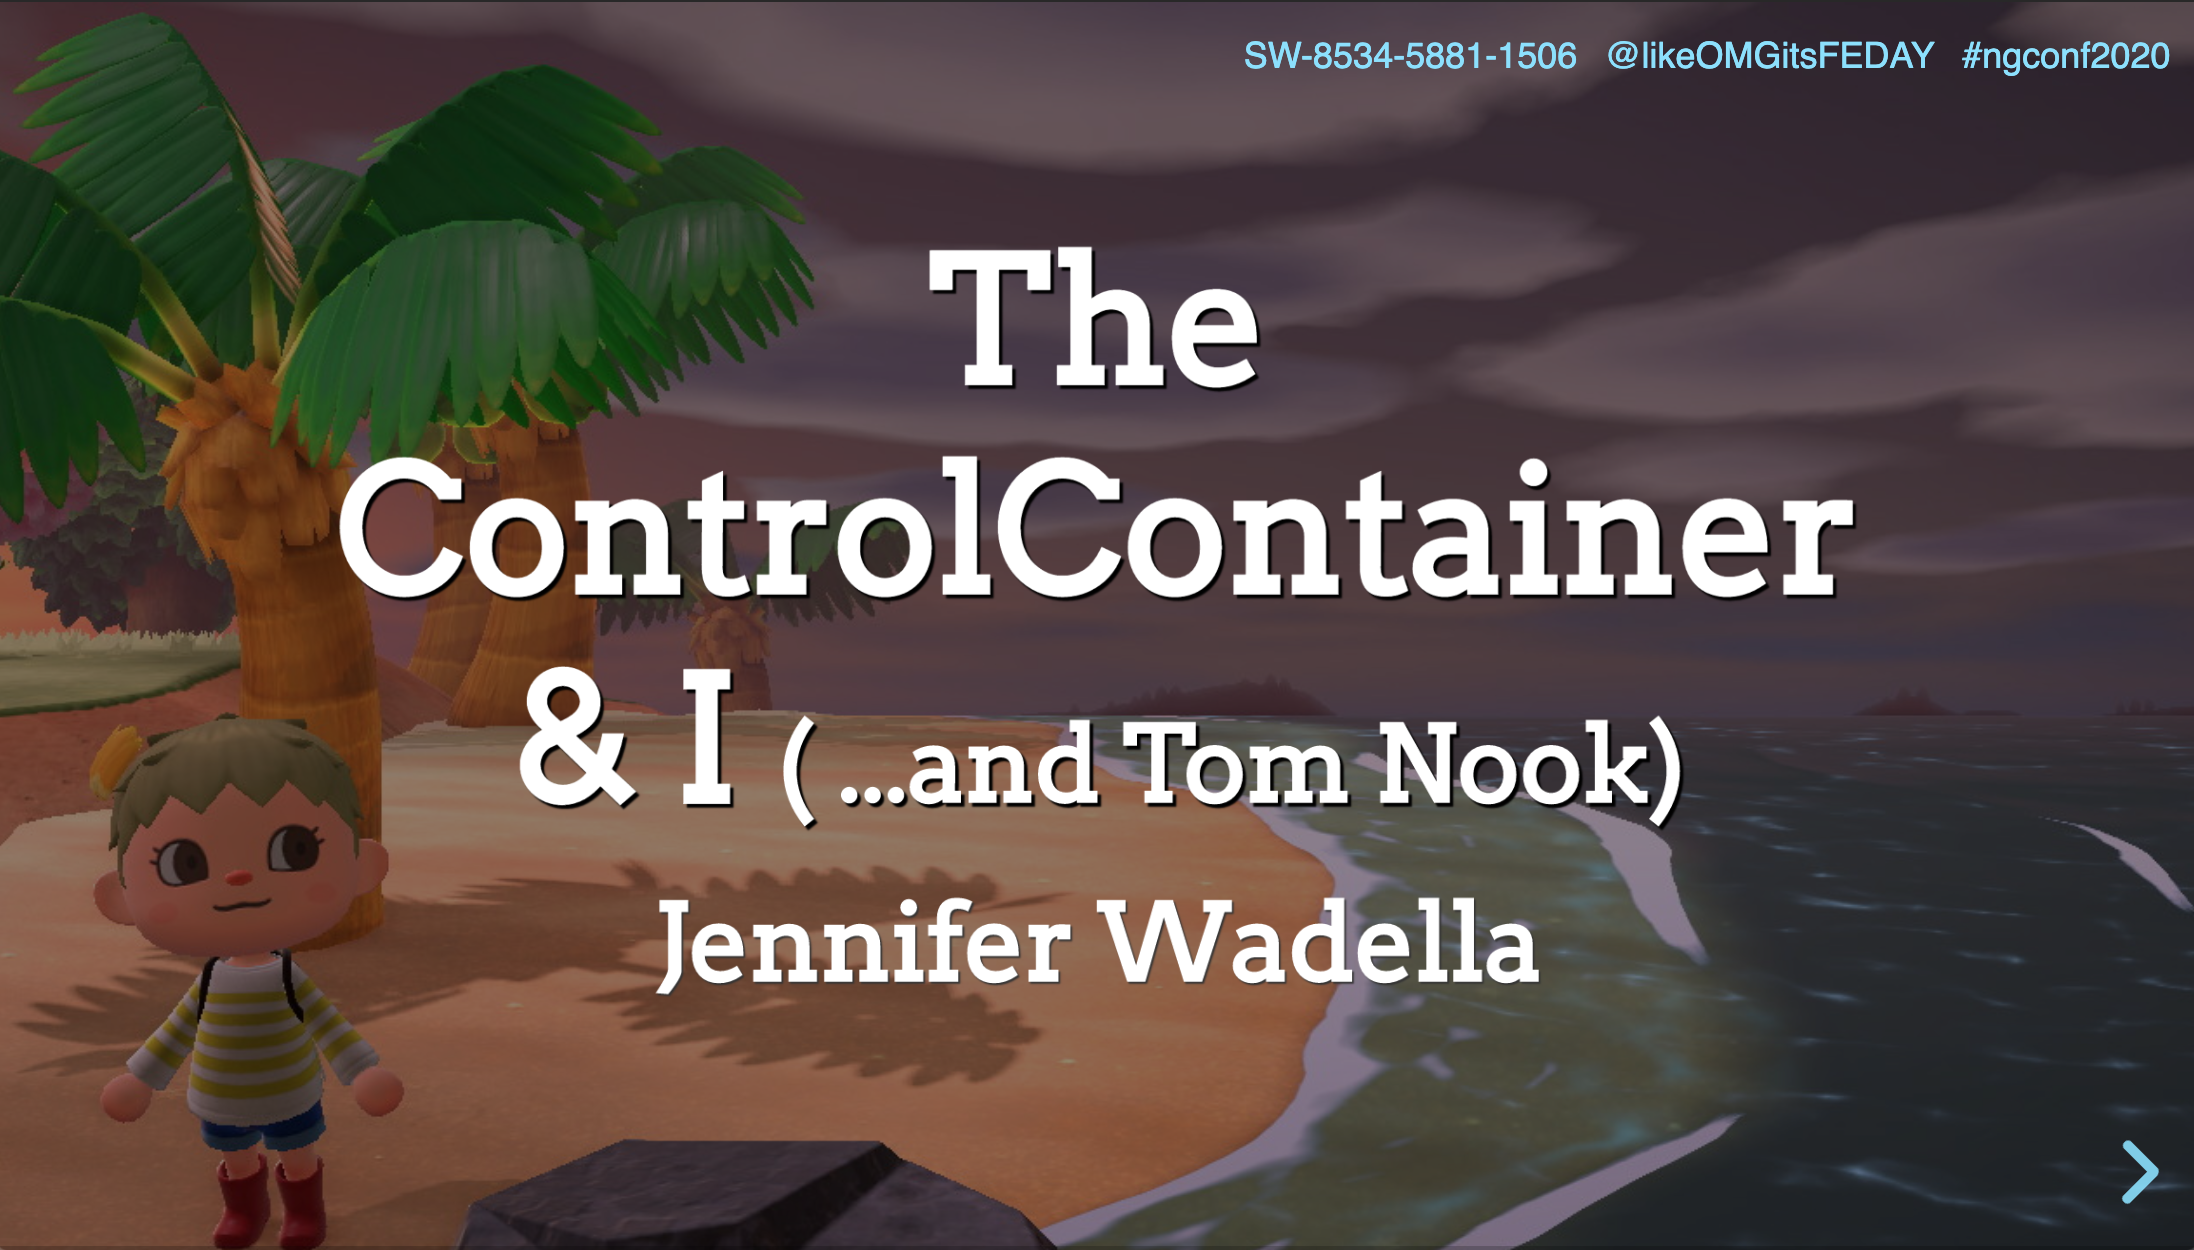 SW-8534-5881-1506 @likeOMGitsFEDAY #ngconf2020
The
ControlContainer
& I ( ...and Tom Nook)
Jennifer Wadella